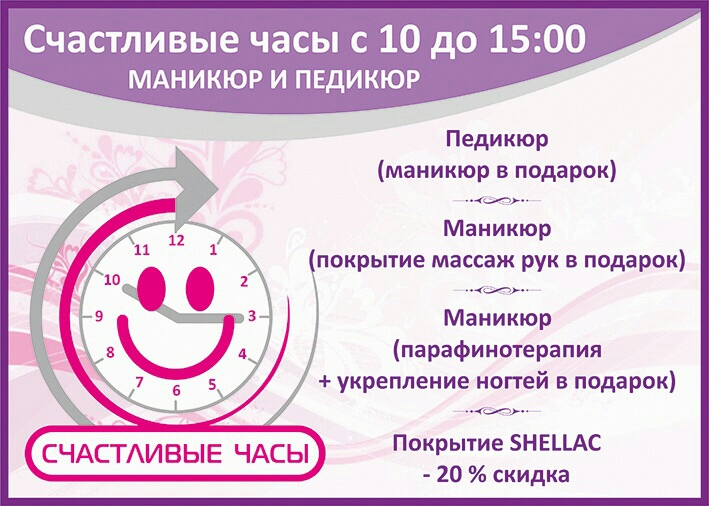 Счастливые часы с 10 до 15:00
МАНИКЮР И ПЕДИКЮР
Педикюр
(маникюр в подарок)
Маникюр
(покрытие массаж рук в подарок)
Маникюр
(парафинотерапия
+ укрепление ногтей в подарок)
Покрытие SHELLAC
- 20 % скидка
12
1
2
3
4
5
6
7
8
9
10
11
СЧАСТЛИВЫЕ ЧАСЫ